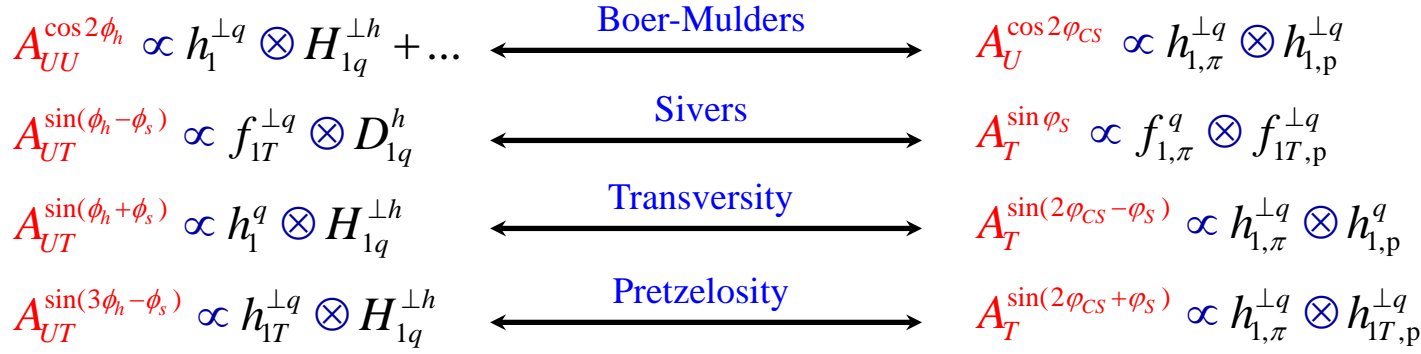 A_{UU}^{cos2ϕ_h} ∝ h_1^{⊥q} ⊗ H_{1q}^{⊥h} + ... Boer-Mulders A_U^{cos2φ_{CS}} ∝ h_{1,π}^{⊥q} ⊗ h_{1,p}^{⊥q}
A_{UT}^{sin(ϕ_h−ϕ_s)} ∝ f_{1T}^{⊥q} ⊗ D_{1q}^{h} Sivers A_T^{sinφ_S} ∝ f_{1,π}^{q} ⊗ f_{1T,p}^{⊥q}
A_{UT}^{sin(ϕ_h+ϕ_s)} ∝ h_1^{q} ⊗ H_{1q}^{⊥h} Transversity A_T^{sin(2φ_{CS}−φ_S)} ∝ h_{1,π}^{⊥q} ⊗ h_{1,p}^{q}
A_{UT}^{sin(3ϕ_h−ϕ_s)} ∝ h_{1T}^{⊥q} ⊗ H_{1q}^{⊥h} Pretzelosity A_T^{sin(2φ_{CS}+φ_S)} ∝ h_{1,π}^{⊥q} ⊗ h_{1T,p}^{⊥q}